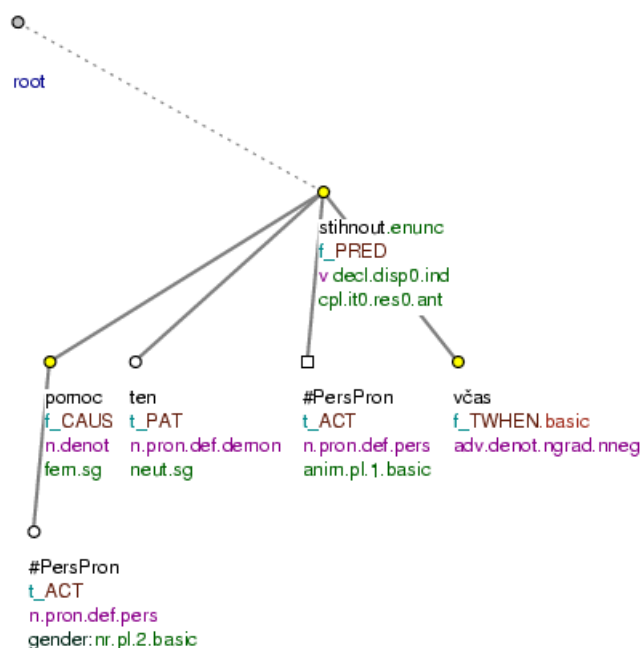 root
stihnout.enunc
f_PRED
v decl.disp0.ind
cpl.it0.res0.ant
pomoc
f_CAUS
n.denot
fem.sg
ten
t_PAT
n.pron.def.demon
neut.sg
#PersPron
t_ACT
n.pron.def.pers
anim.pl.1.basic
včas
f_TWHEN.basic
adv.denot.ngrad.nneg
#PersPron
t_ACT
n.pron.def.pers
gender:nr.pl.2.basic